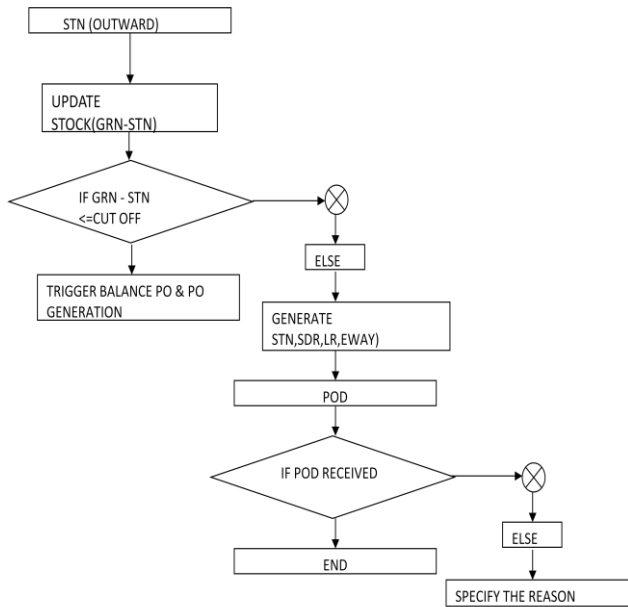 STN (OUTWARD)
UPDATE
STOCK(GRN-STN)
IF GRN - STN
<=CUT OFF
ELSE
TRIGGER BALANCE PO & PO
GENERATION
GENERATE
STN,SDR,LR,EWAY)
POD
IF POD RECEIVED
ELSE
END
SPECIFY THE REASON